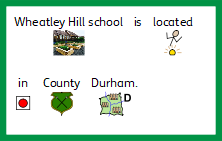 Wheatley Hill school is located
in County Durham.
D